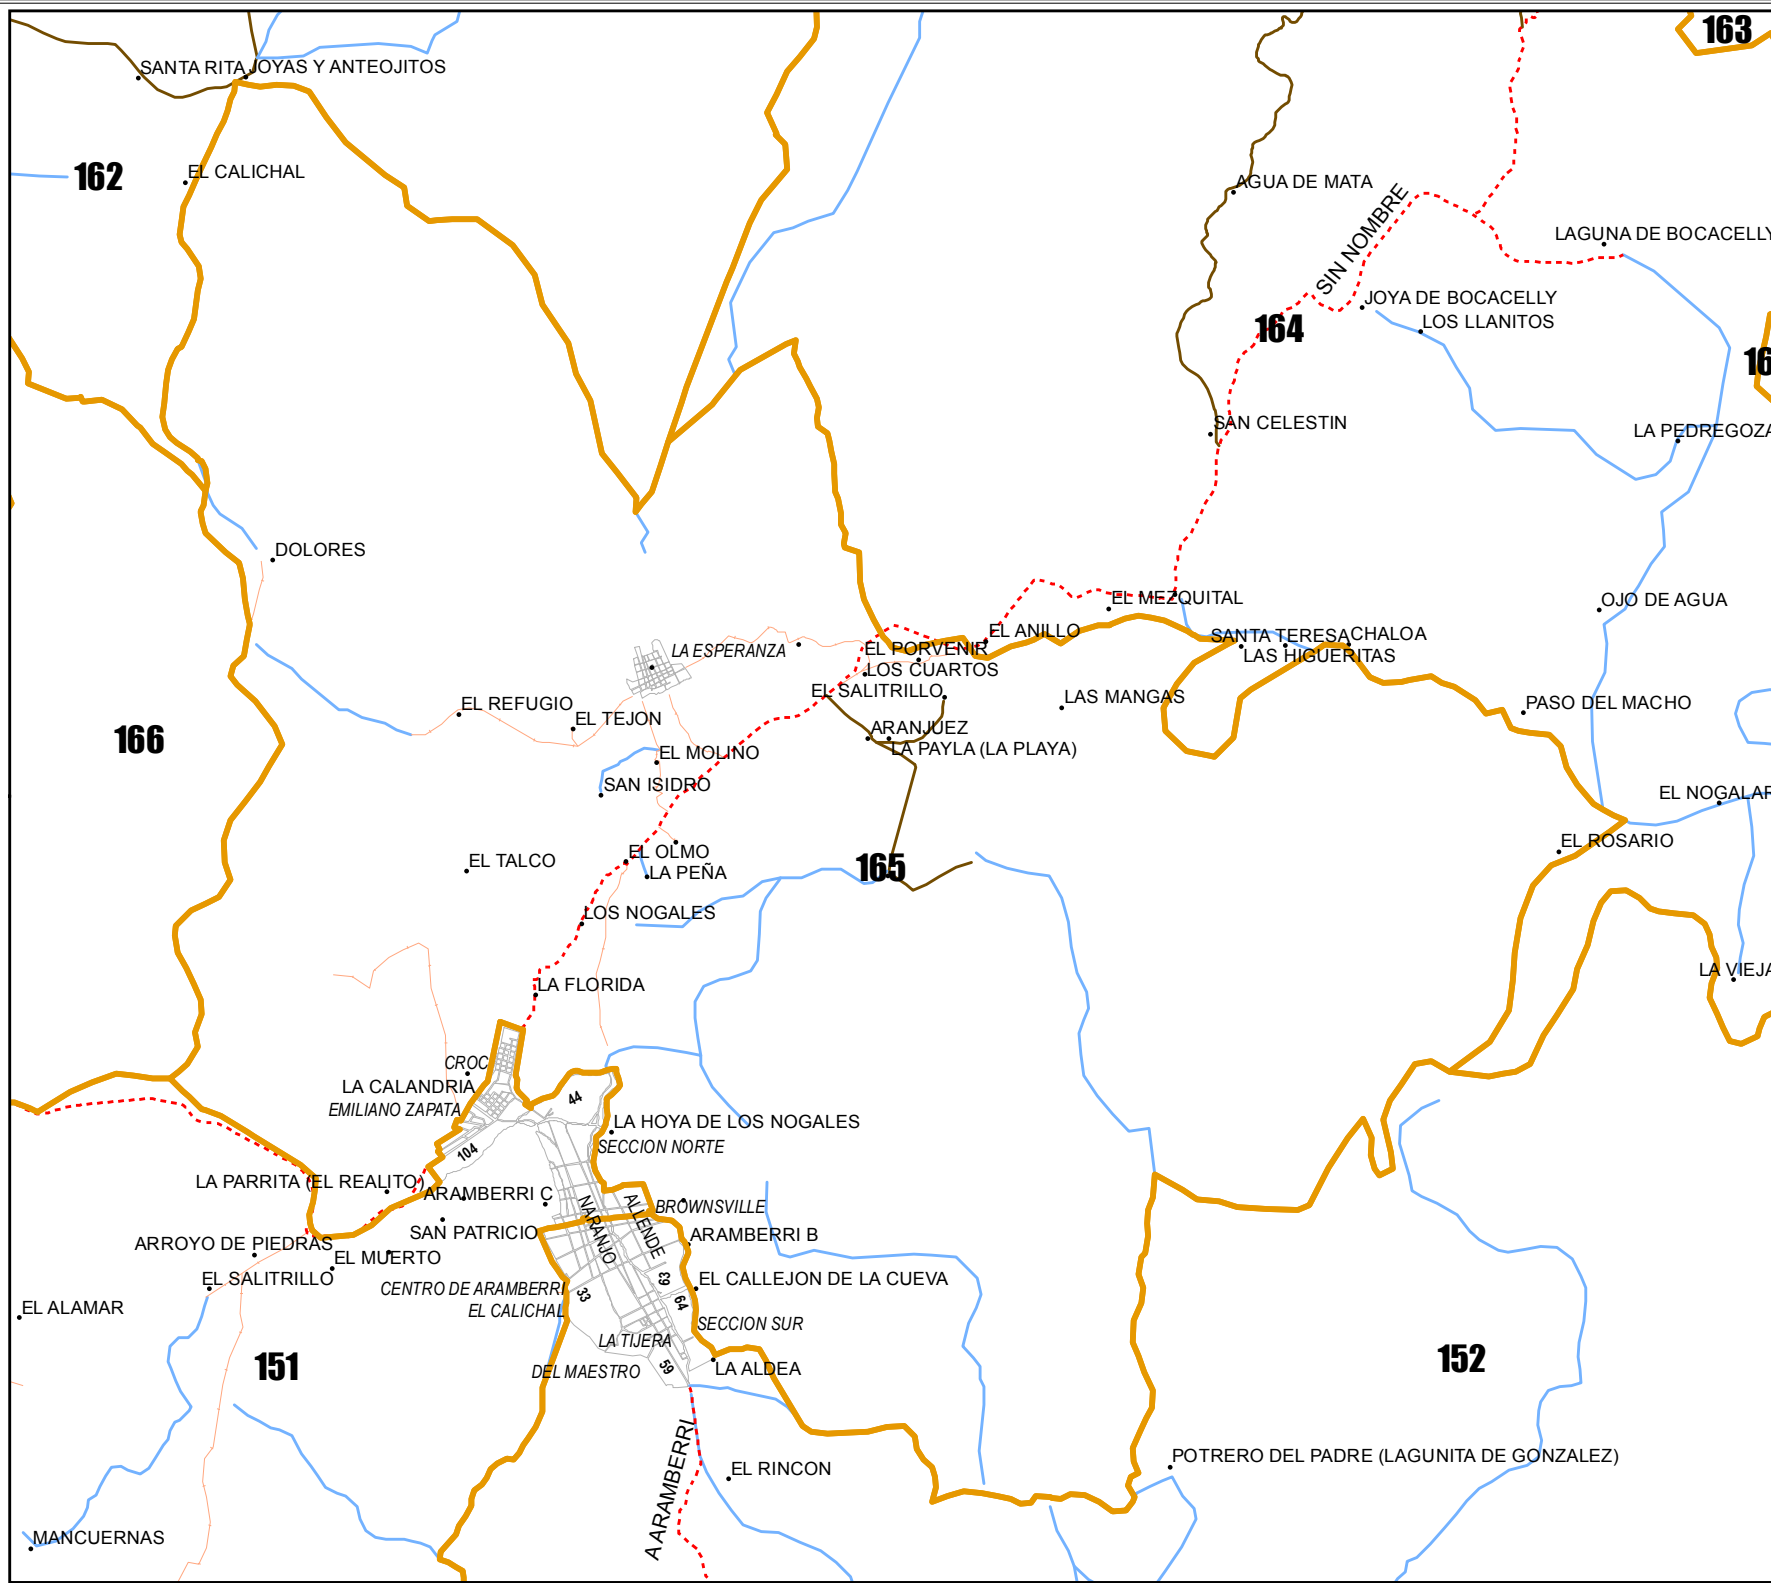 163
SANTA RITA
JOYAS Y ANTEOJITOS
162
EL CALICHAL
AGUA DE MATA
SIN NOMBRE
LAGUNA DE BOCACELLY
JOYA DE BOCACELLY
164
LOS LLANITOS
16
SAN CELESTIN
LA PEDREGOZA
DOLORES
EL MEZQUITAL
OJO DE AGUA
EL ANILLO
SANTA TERESA
CHALOA
LA ESPERANZA
EL PORVENIR
LAS HIGUERITAS
LOS CUARTOS
EL SALITRILLO
LAS MANGAS
EL REFUGIO
PASO DEL MACHO
EL TEJON
ARANJUEZ
166
LA PAYLA (LA PLAYA)
EL MOLINO
SAN ISIDRO
EL NOGALAR
EL ROSARIO
EL OLMO
EL TALCO
165
LA PEÑA
LOS NOGALES
LA VIEJA
LA FLORIDA
CROC
LA CALANDRIA
44
EMILIANO ZAPATA
LA HOYA DE LOS NOGALES
SECCION NORTE
104
LA PARRITA (EL REALITO)
ARAMBERRI C
NARANJO
ALLENDE
BROWNSVILLE
SAN PATRICIO
ARAMBERRI B
ARROYO DE PIEDRAS
EL MUERTO
EL SALITRILLO
CENTRO DE ARAMBERRI
63
EL CALLEJON DE LA CUEVA
33
64
EL ALAMAR
EL CALICHAL
SECCION SUR
LA TIJERA
151
DEL MAESTRO
59
LA ALDEA
152
A ARAMBERRI
POTRERO DEL PADRE (LAGUNITA DE GONZALEZ)
EL RINCON
MANCUERNAS